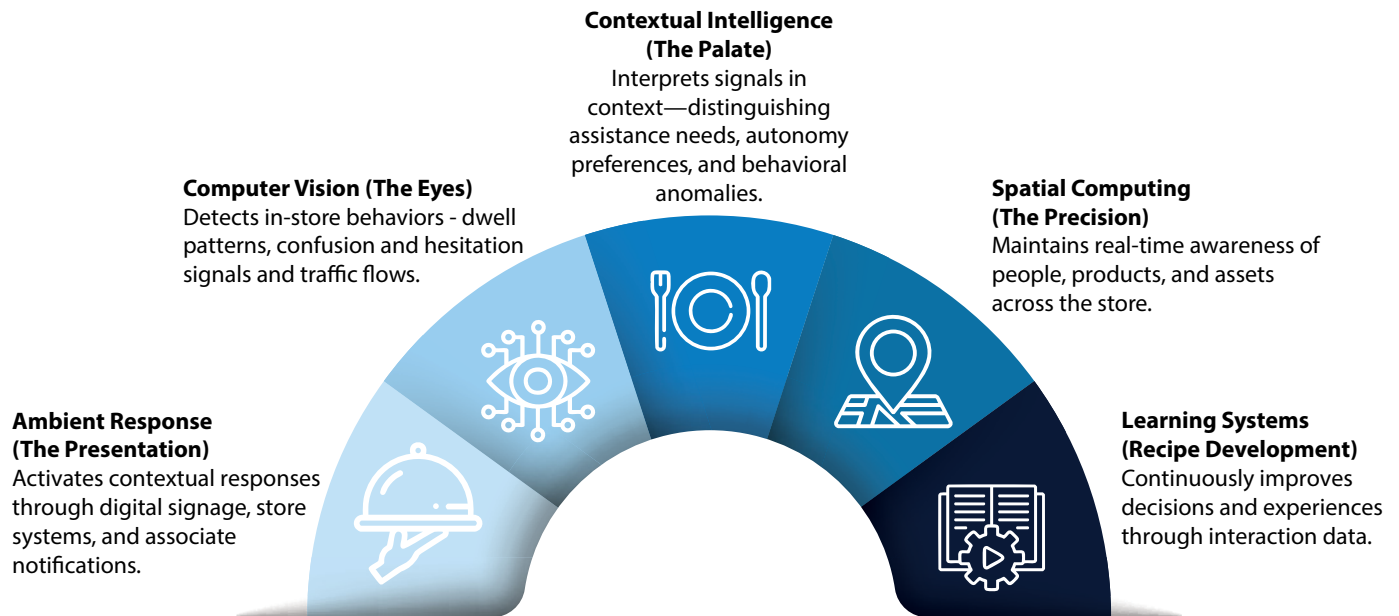 Contextual Intelligence
(The Palate)
Interprets signals in
context—distinguishing
assistance needs, autonomy
preferences, and behavioral
anomalies.
Computer Vision (The Eyes)
Detects in-store behaviors - dwell
patterns, confusion and hesitation
signals and traffic flows.
Spatial Computing
(The Precision)
Maintains real-time awareness of
people, products, and assets
across the store.
Ambient Response
(The Presentation)
Activates contextual responses
through digital signage, store
systems, and associate
notifications.
Learning Systems
(Recipe Development)
Continuously improves
decisions and experiences
through interaction data.